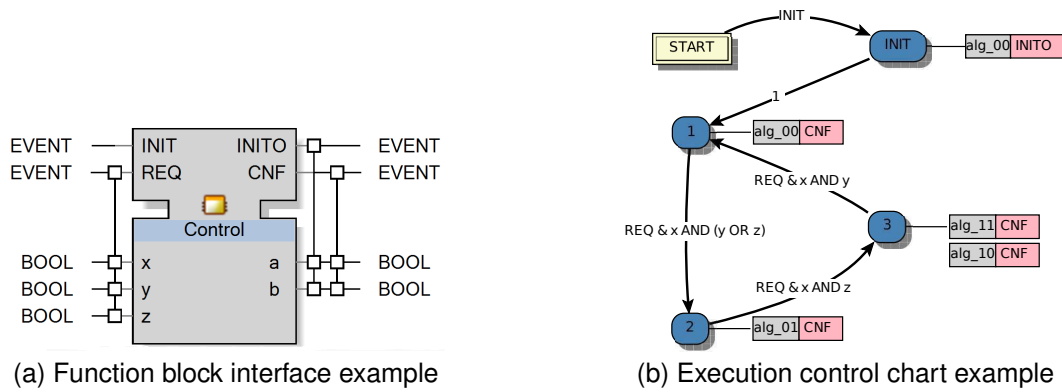 EVENT INIT INITO EVENT
EVENT REQ CNF EVENT
Control
BOOL x a BOOL
BOOL y b BOOL
BOOL z
(a) Function block interface example
INIT
START
INIT
alg_00 INITO
1
1
alg_00 CNF
REQ & x AND y
REQ & x AND (y OR z)
3
alg_11 CNF
alg_10 CNF
REQ & x AND z
2
alg_01 CNF
(b) Execution control chart example